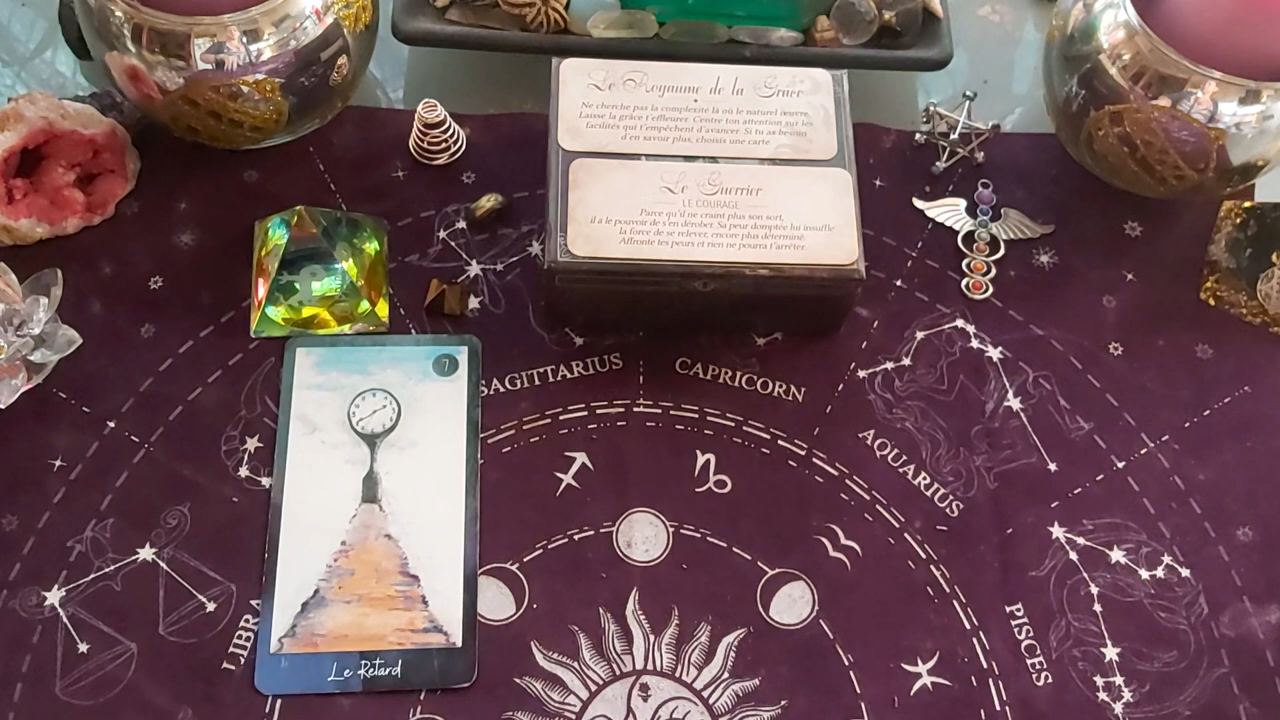 Le Royaume de la Grâce
Ne cherche pas la complexité là où le naturel œuvre.
Laisse la grâce t'effleurer. Centre ton attention sur les
facilités qui t'empêchent d'avancer. Si tu as besoin
d'en savoir plus, choisis une carte.
Le Guerrier
LE COURAGE
Parce qu'il ne craint plus son sort,
il a le pouvoir de s'en dérober. Sa peur domptée lui insuffle
la force de se relever, encore plus déterminé.
Affronte tes peurs et rien ne pourra t'arrêter.
7
Le Retard
SAGITTARIUS
CAPRICORN
AQUARIUS
PISCES
LIBRA